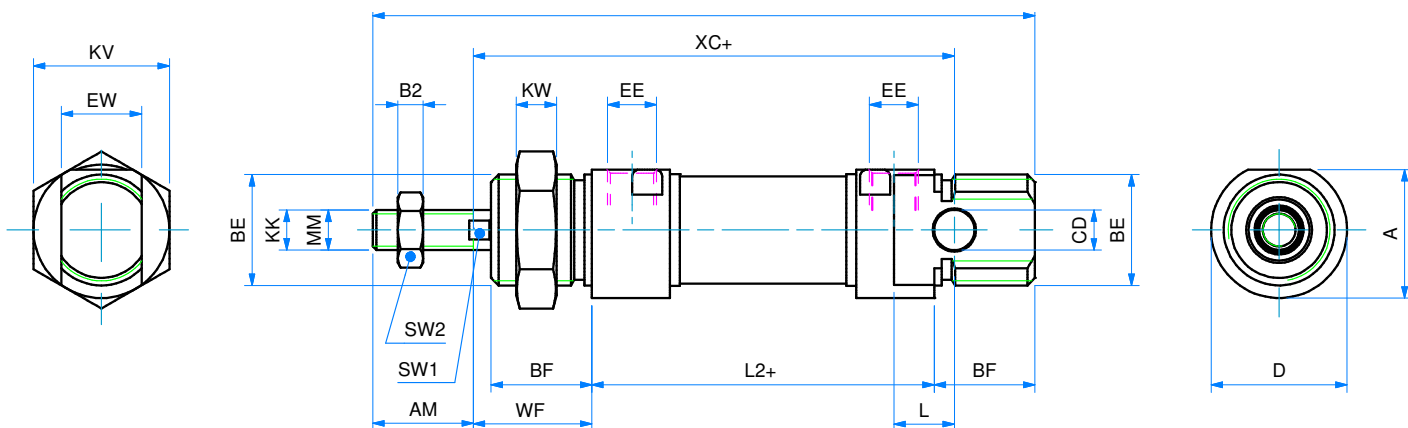 XC+
KV
B2
KW
EE
EE
EW
BE
KK
MM
CD
BE
A
SW2
SW1
BF
L2+
BF
D
AM
WF
L